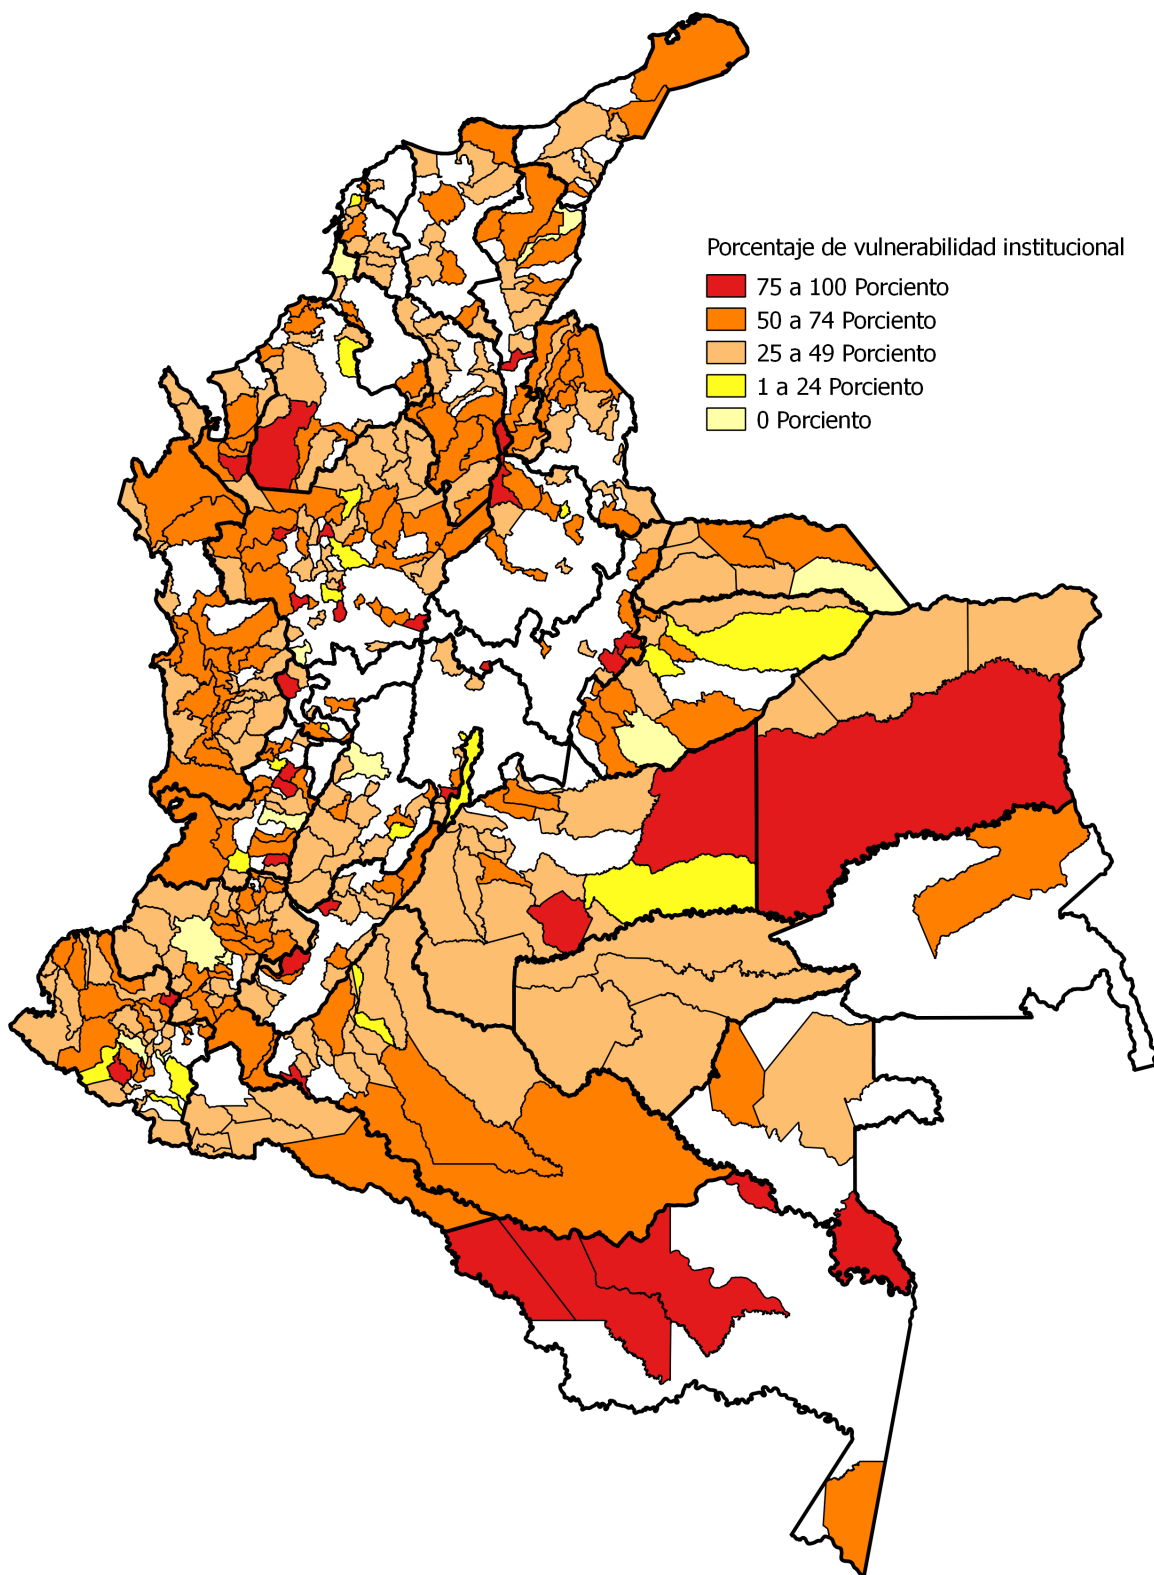 Porcentaje de vulnerabilidad institucional
75 a 100 Porciento
50 a 74 Porciento
25 a 49 Porciento
1 a 24 Porciento
0 Porciento